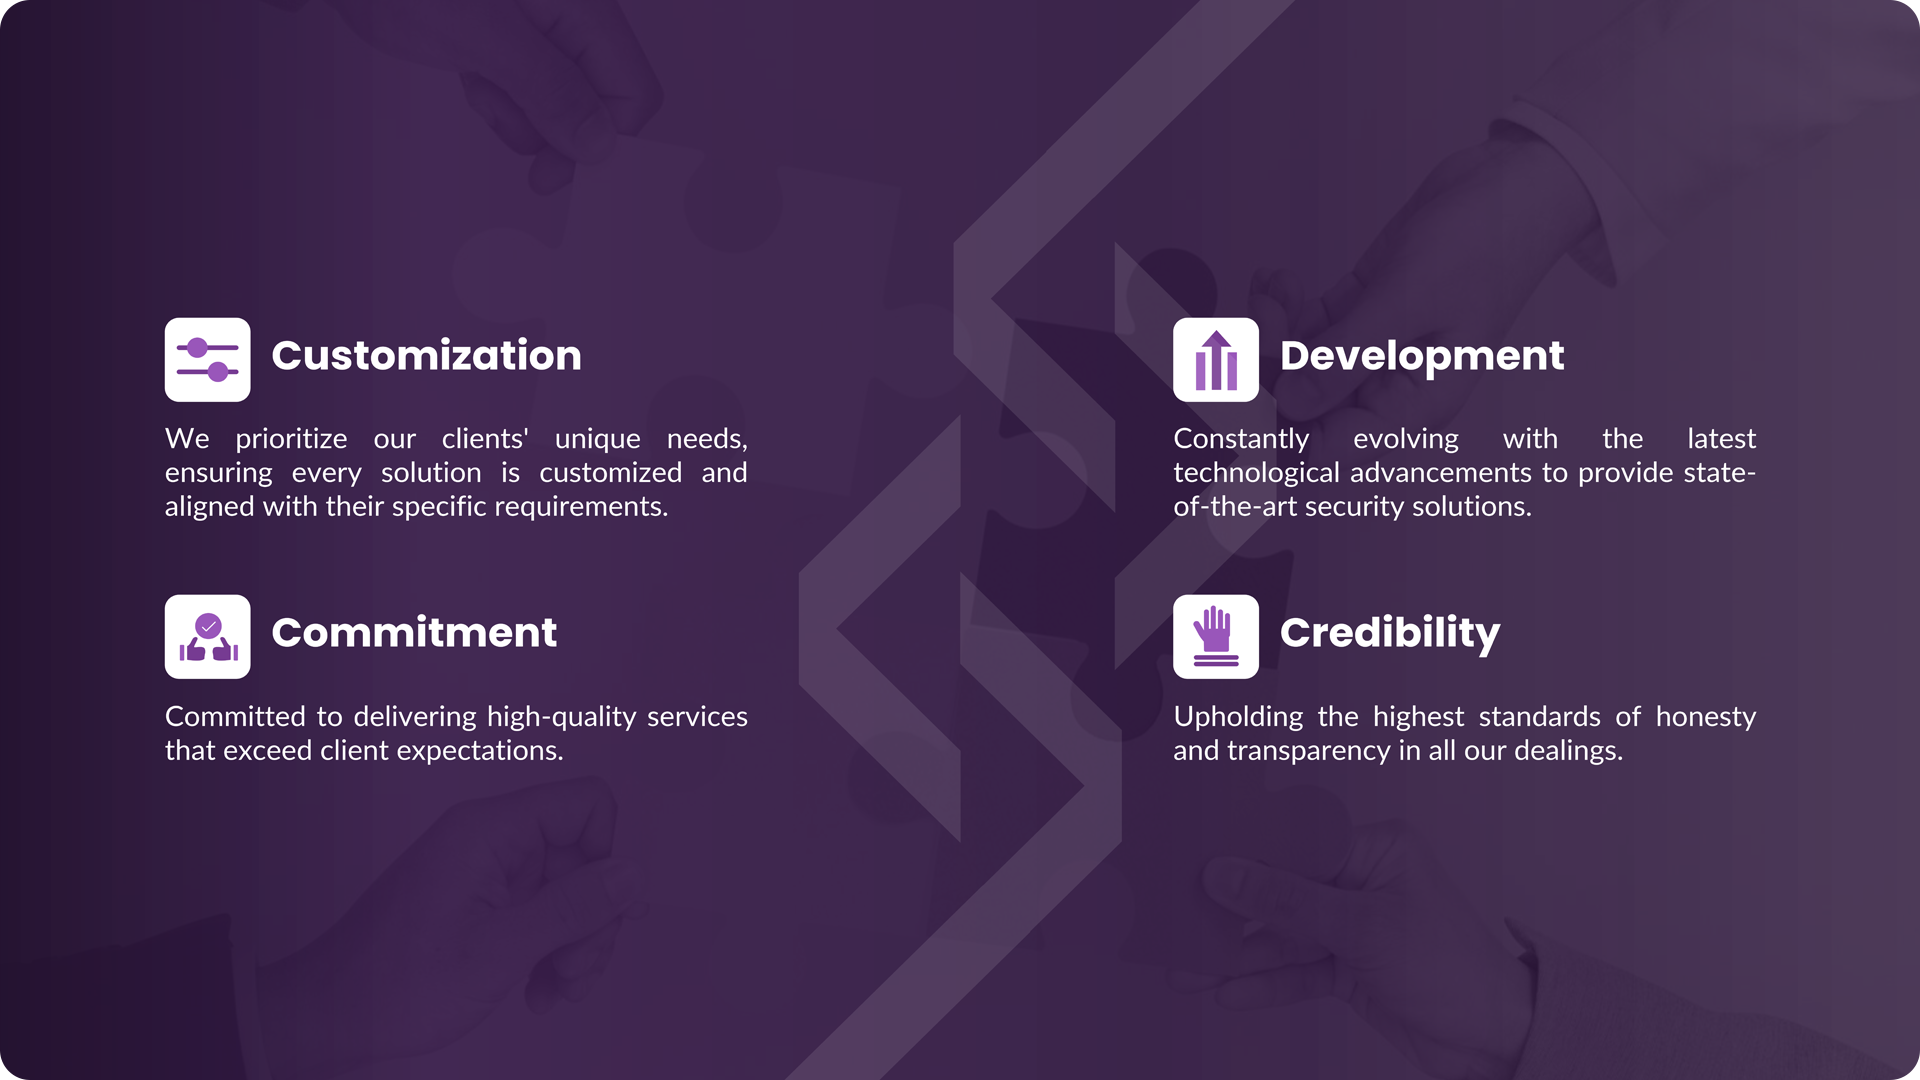 Customization
We prioritize our clients' unique needs,
ensuring every solution is customized and
aligned with their specific requirements.
Development
Constantly evolving with the latest
technological advancements to provide state-
of-the-art security solutions.
Commitment
Committed to delivering high-quality services
that exceed client expectations.
Credibility
Upholding the highest standards of honesty
and transparency in all our dealings.